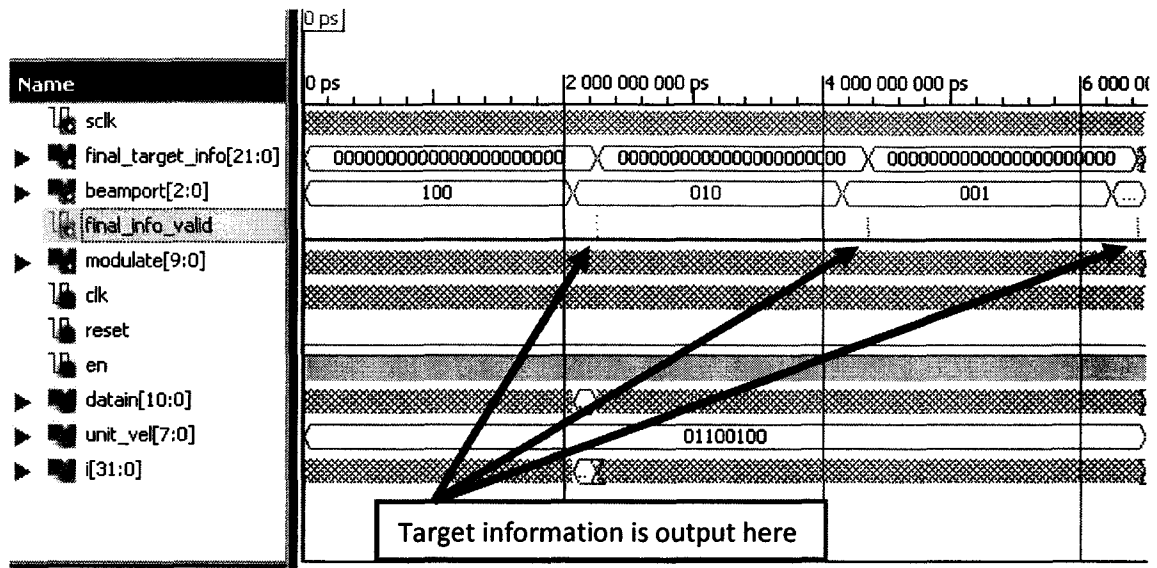 0 ps
Name
0 ps 2 000 000 000 ps 4 000 000 000 ps 6 000 0
sclk
final_target_info[21:0] 0000000000000000000000 0000000000000000000000 0000000000000000000000
beamport[2:0] 100 010 001 ...
final_info_valid
modulate[9:0]
clk
reset
en
datain[10:0]
unit_vel[7:0] 01100100
i[31:0] ...
Target information is output here